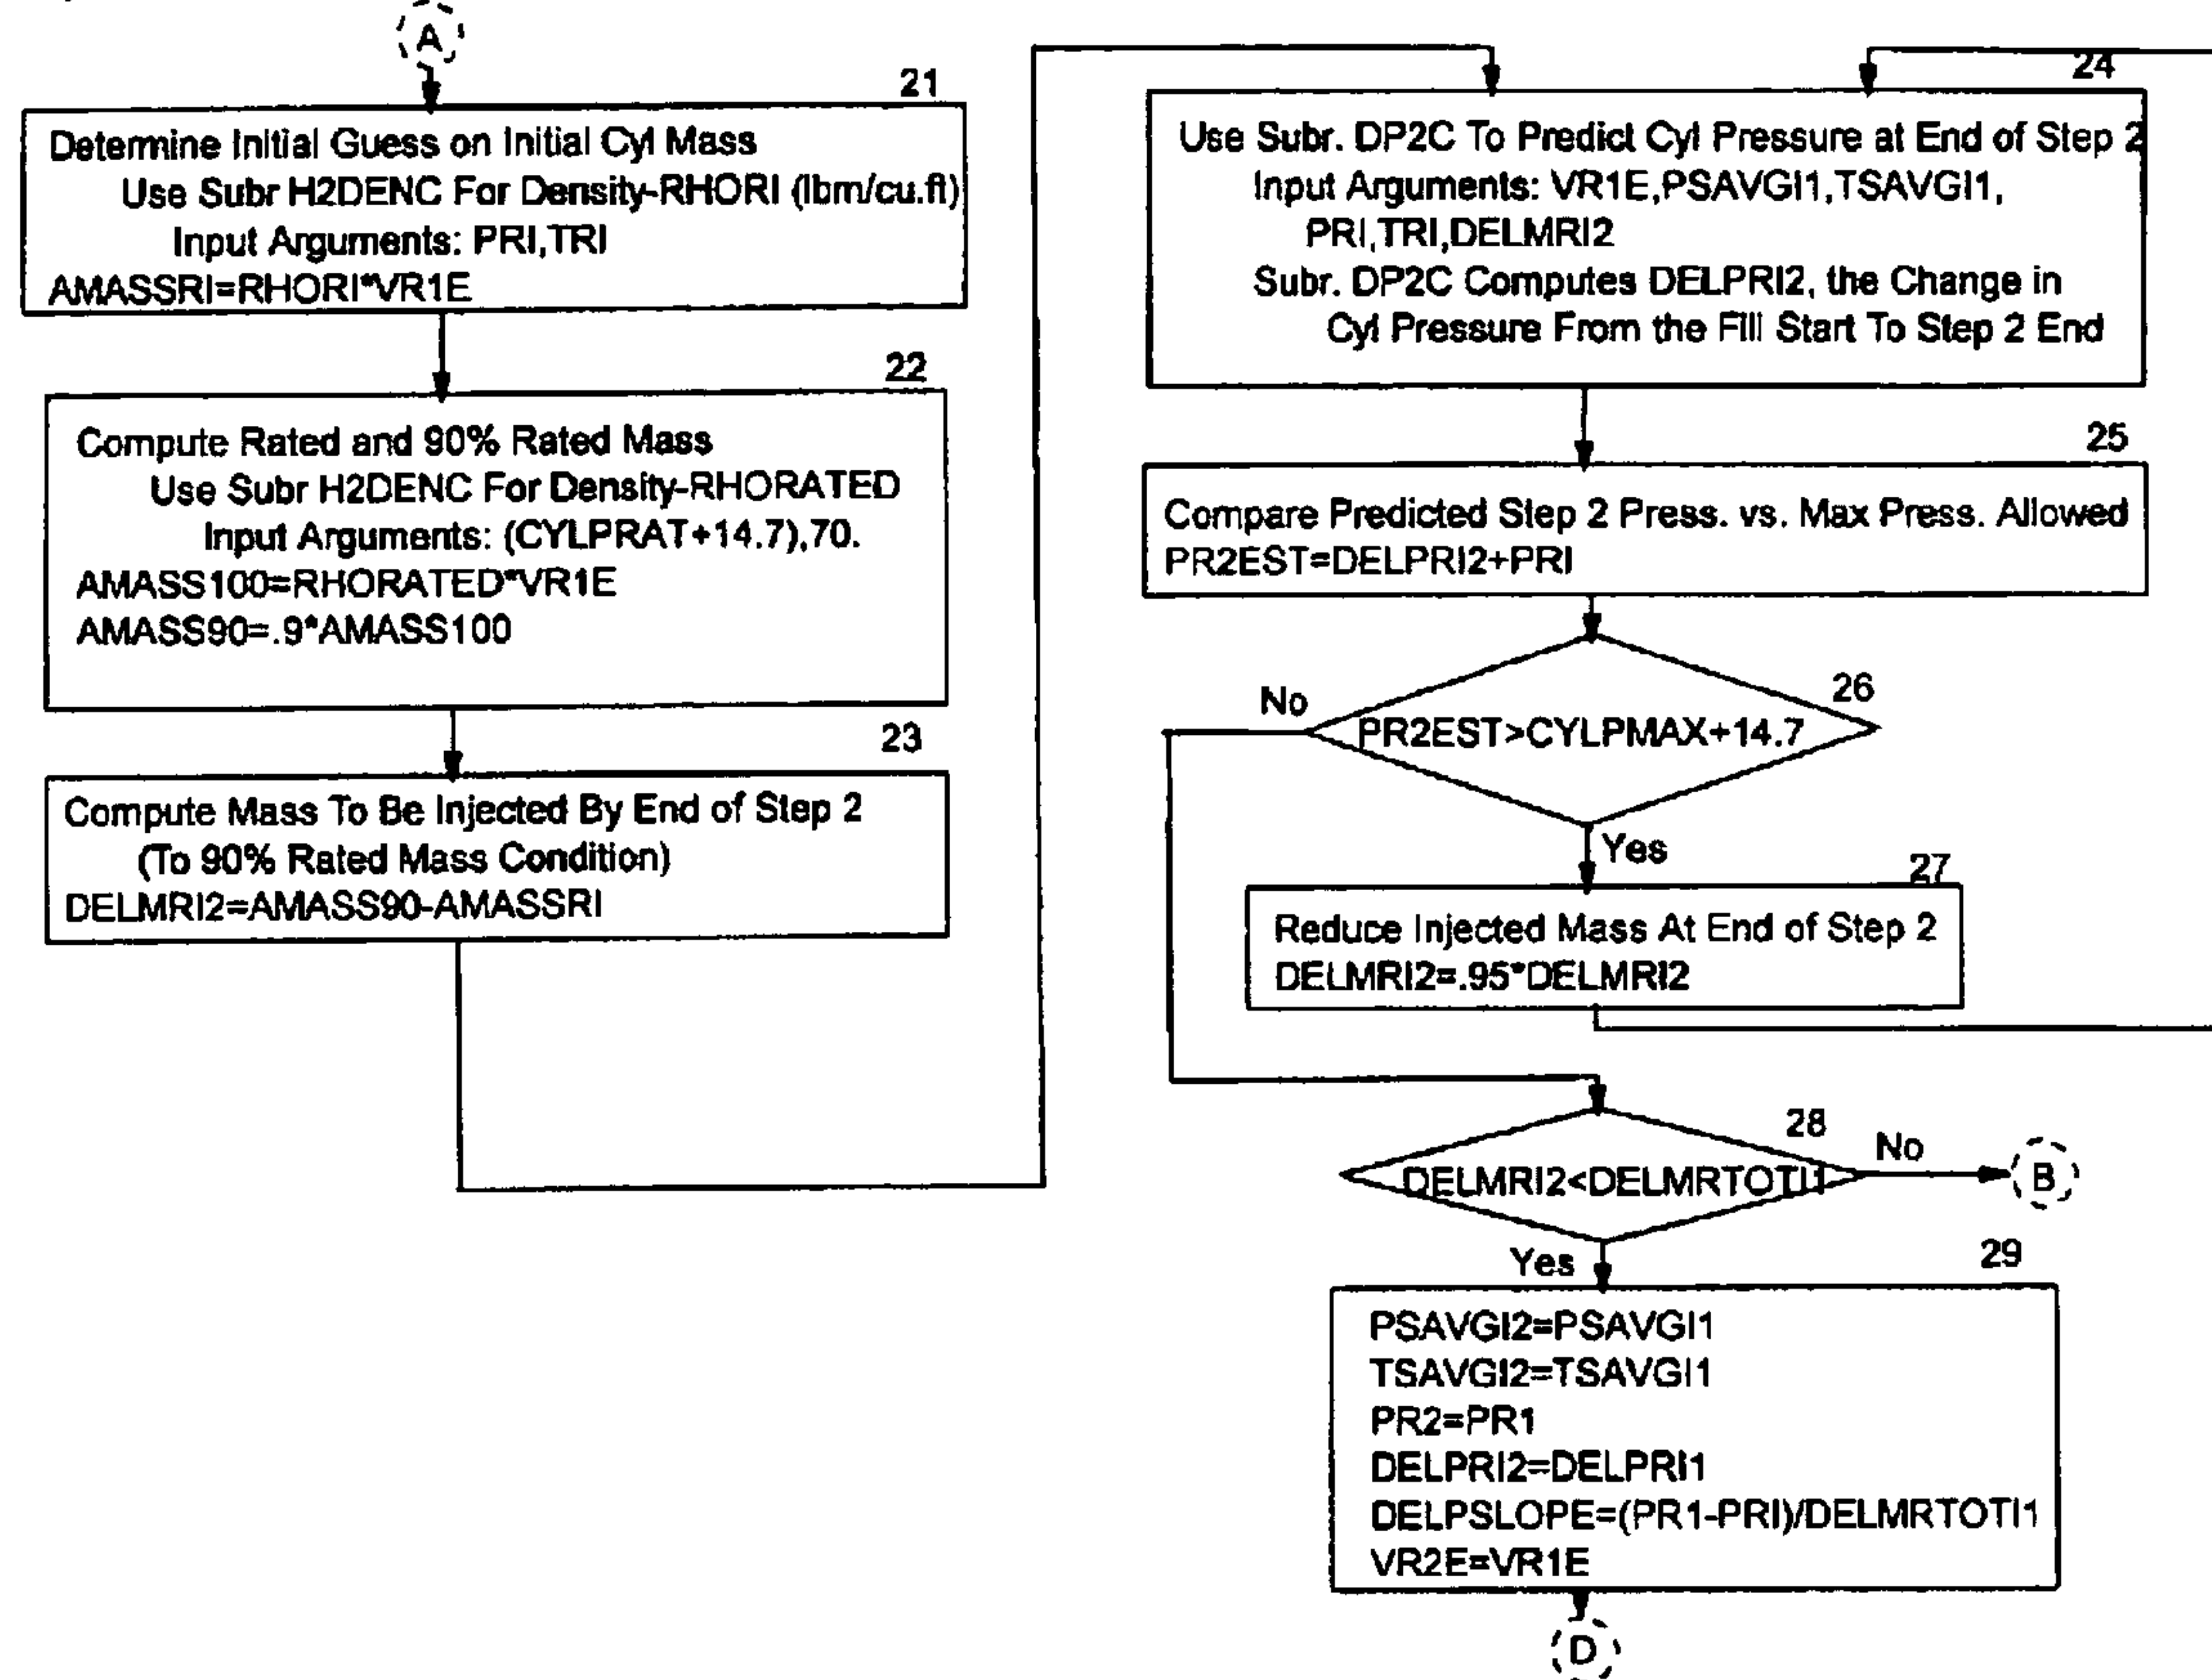 A
21
Determine Initial Guess on Initial Cyl Mass
Use Subr H2DENC For Density-RHORI (lbm/cu.ft)
Input Arguments: PRI,TRI
AMASSRI=RHORI*VR1E
22
Compute Rated and 90% Rated Mass
Use Subr H2DENC For Density-RHORATED
Input Arguments: (CYLPRAT+14.7),70.
AMASS100=RHORATED*VR1E
AMASS90=.9*AMASS100
23
Compute Mass To Be Injected By End of Step 2
(To 90% Rated Mass Condition)
DELMRI2=AMASS90-AMASSRI
24
Use Subr. DP2C To Predict Cyl Pressure at End of Step 2
Input Arguments: VR1E,PSAVGI1,TSAVGI1,
PRI,TRI,DELMRI2
Subr. DP2C Computes DELPRI2, the Change in
Cyl Pressure From the Fill Start To Step 2 End
25
Compare Predicted Step 2 Press. vs. Max Press. Allowed
PR2EST=DELPRI2+PRI
26
No
PR2EST>CYLPMAX+14.7
Yes
27
Reduce Injected Mass At End of Step 2
DELMRI2=.95*DELMRI2
28
No
DELMRI2<DELMRTOTI1
B
Yes
29
PSAVGI2=PSAVGI1
TSAVGI2=TSAVGI1
PR2=PR1
DELPRI2=DELPRI1
DELPSLOPE=(PR1-PRI)/DELMRTOTI1
VR2E=VR1E
D